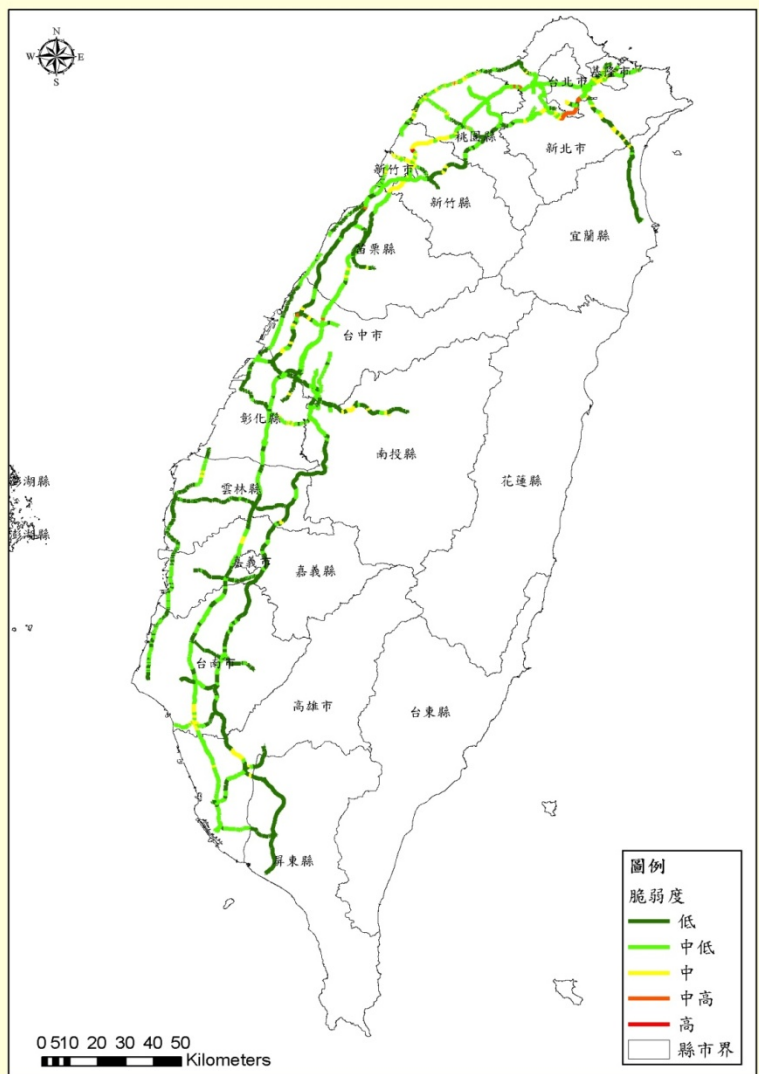 N
W E
S
台北市
基隆市
桃園縣
新北市
新竹市
新竹縣
宜蘭縣
苗栗縣
台中市
彰化縣
南投縣
花蓮縣
澎湖縣
雲林縣
澎湖縣
嘉義市
嘉義縣
台南市
高雄市
台東縣
屏東縣
圖例
脆弱度
低
中低
中
中高
高
縣市界
0 510 20 30 40 50
Kilometers